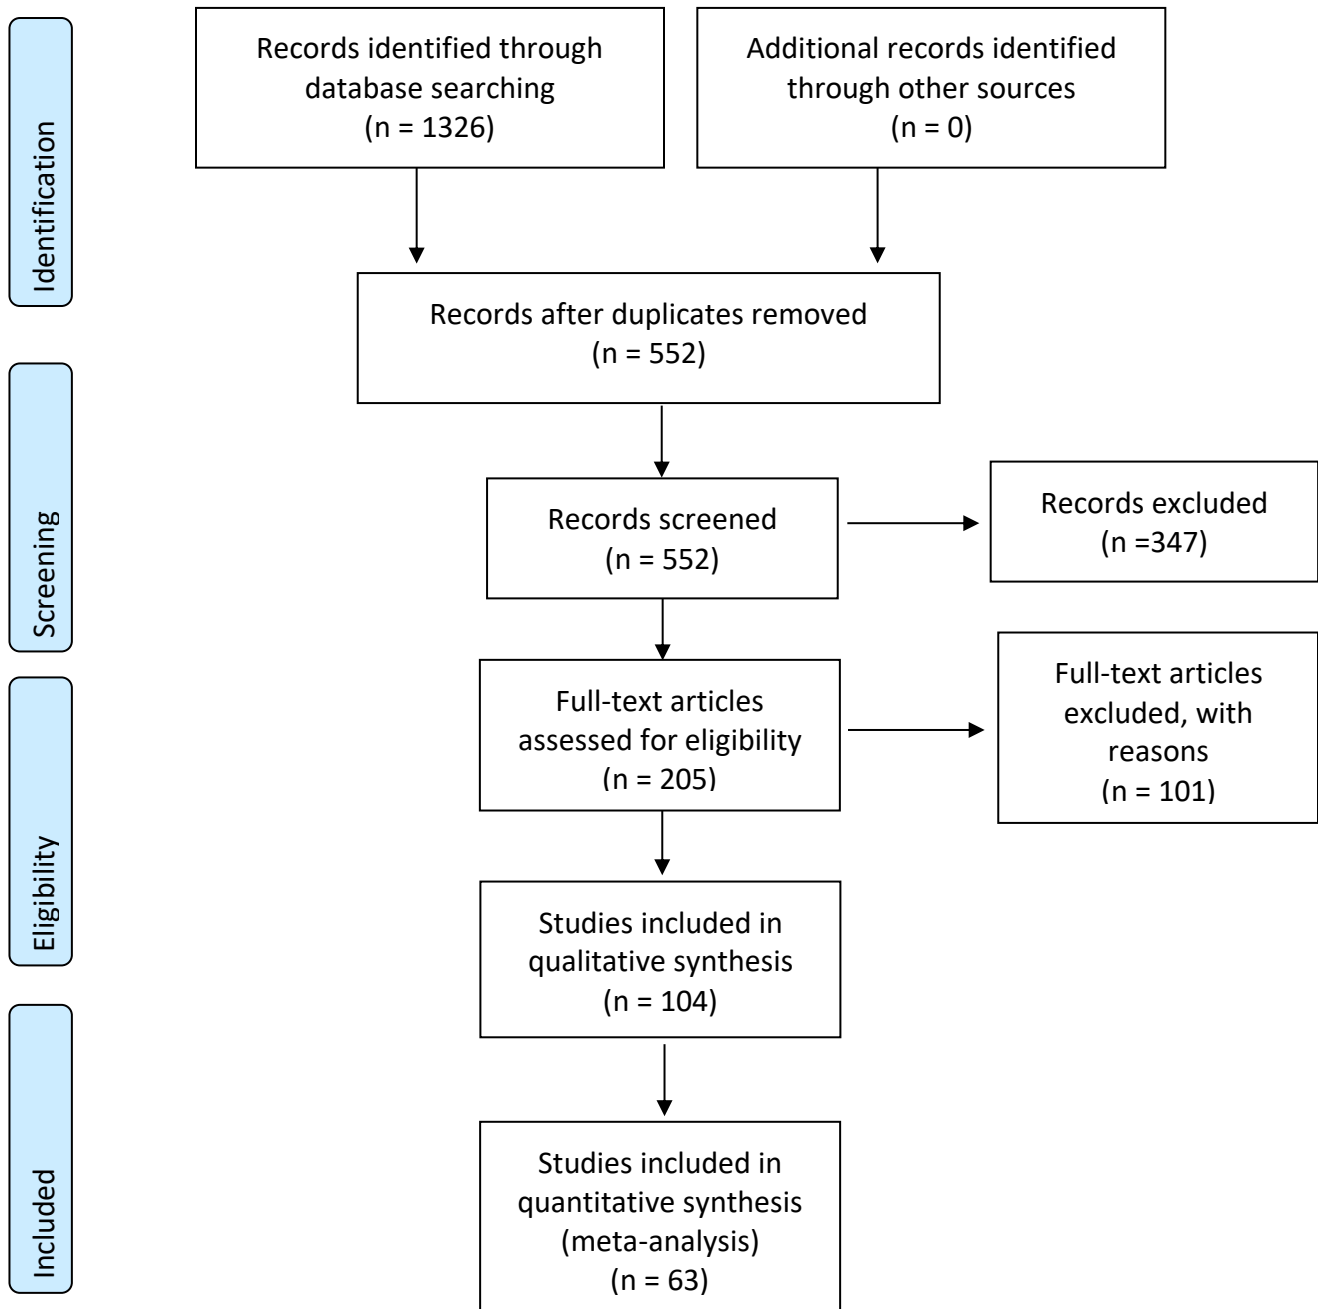 Identification
Records identified through
database searching
(n = 1326)
Additional records identified
through other sources
(n = 0)
Records after duplicates removed
(n = 552)
Screening
Records screened
(n = 552)
Records excluded
(n =347)
Eligibility
Full-text articles
assessed for eligibility
(n = 205)
Full-text articles
excluded, with
reasons
(n = 101)
Studies included in
qualitative synthesis
(n = 104)
Included
Studies included in
quantitative synthesis
(meta-analysis)
(n = 63)